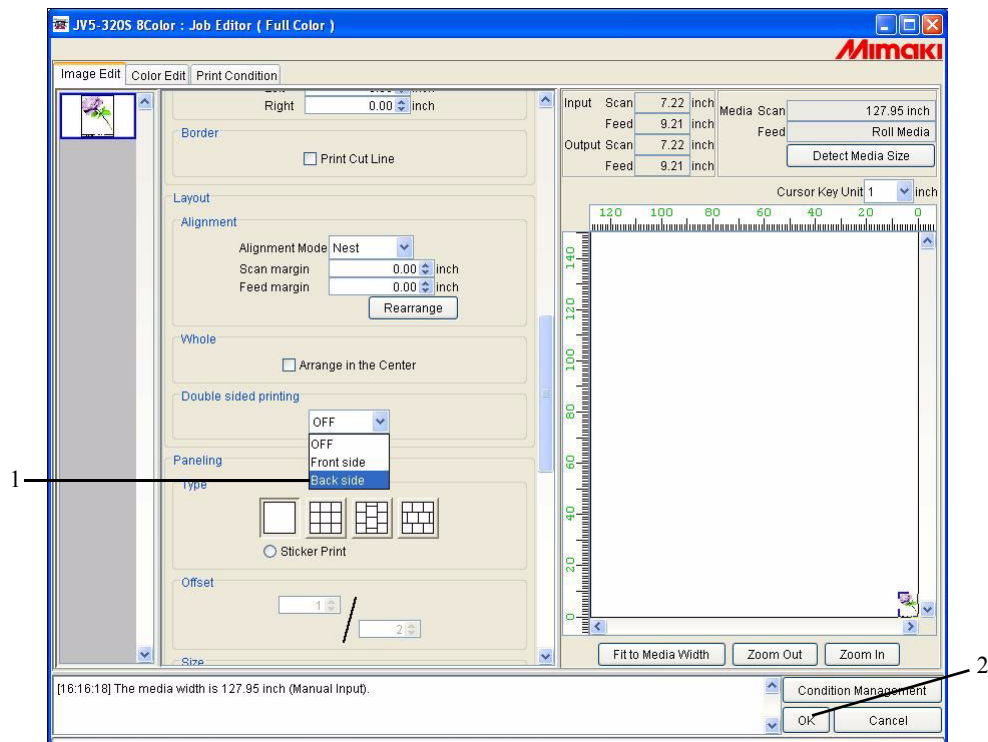 JV5-320S 8Color : Job Editor ( Full Color )
Mimaki
Image Edit Color Edit Print Condition
Right 0.00 inch
Border
Print Cut Line
Layout
Alignment
Alignment Mode Nest
Scan margin 0.00 inch
Feed margin 0.00 inch
Rearrange
Whole
Arrange in the Center
Double sided printing
OFF
OFF
Front side
Back side
1
Paneling
Type
Sticker Print
Offset
1
2
Size
Input Scan 7.22 inch
Feed 9.21 inch
Output Scan 7.22 inch
Feed 9.21 inch
Media Scan 127.95 inch
Feed Roll Media
Detect Media Size
Cursor Key Unit 1 inch
120 100 80 60 40 20 0
140
120
100
80
60
40
20
0
Fit to Media Width Zoom Out Zoom In
[16:16:18] The media width is 127.95 inch (Manual Input).
Condition Management
2
OK Cancel